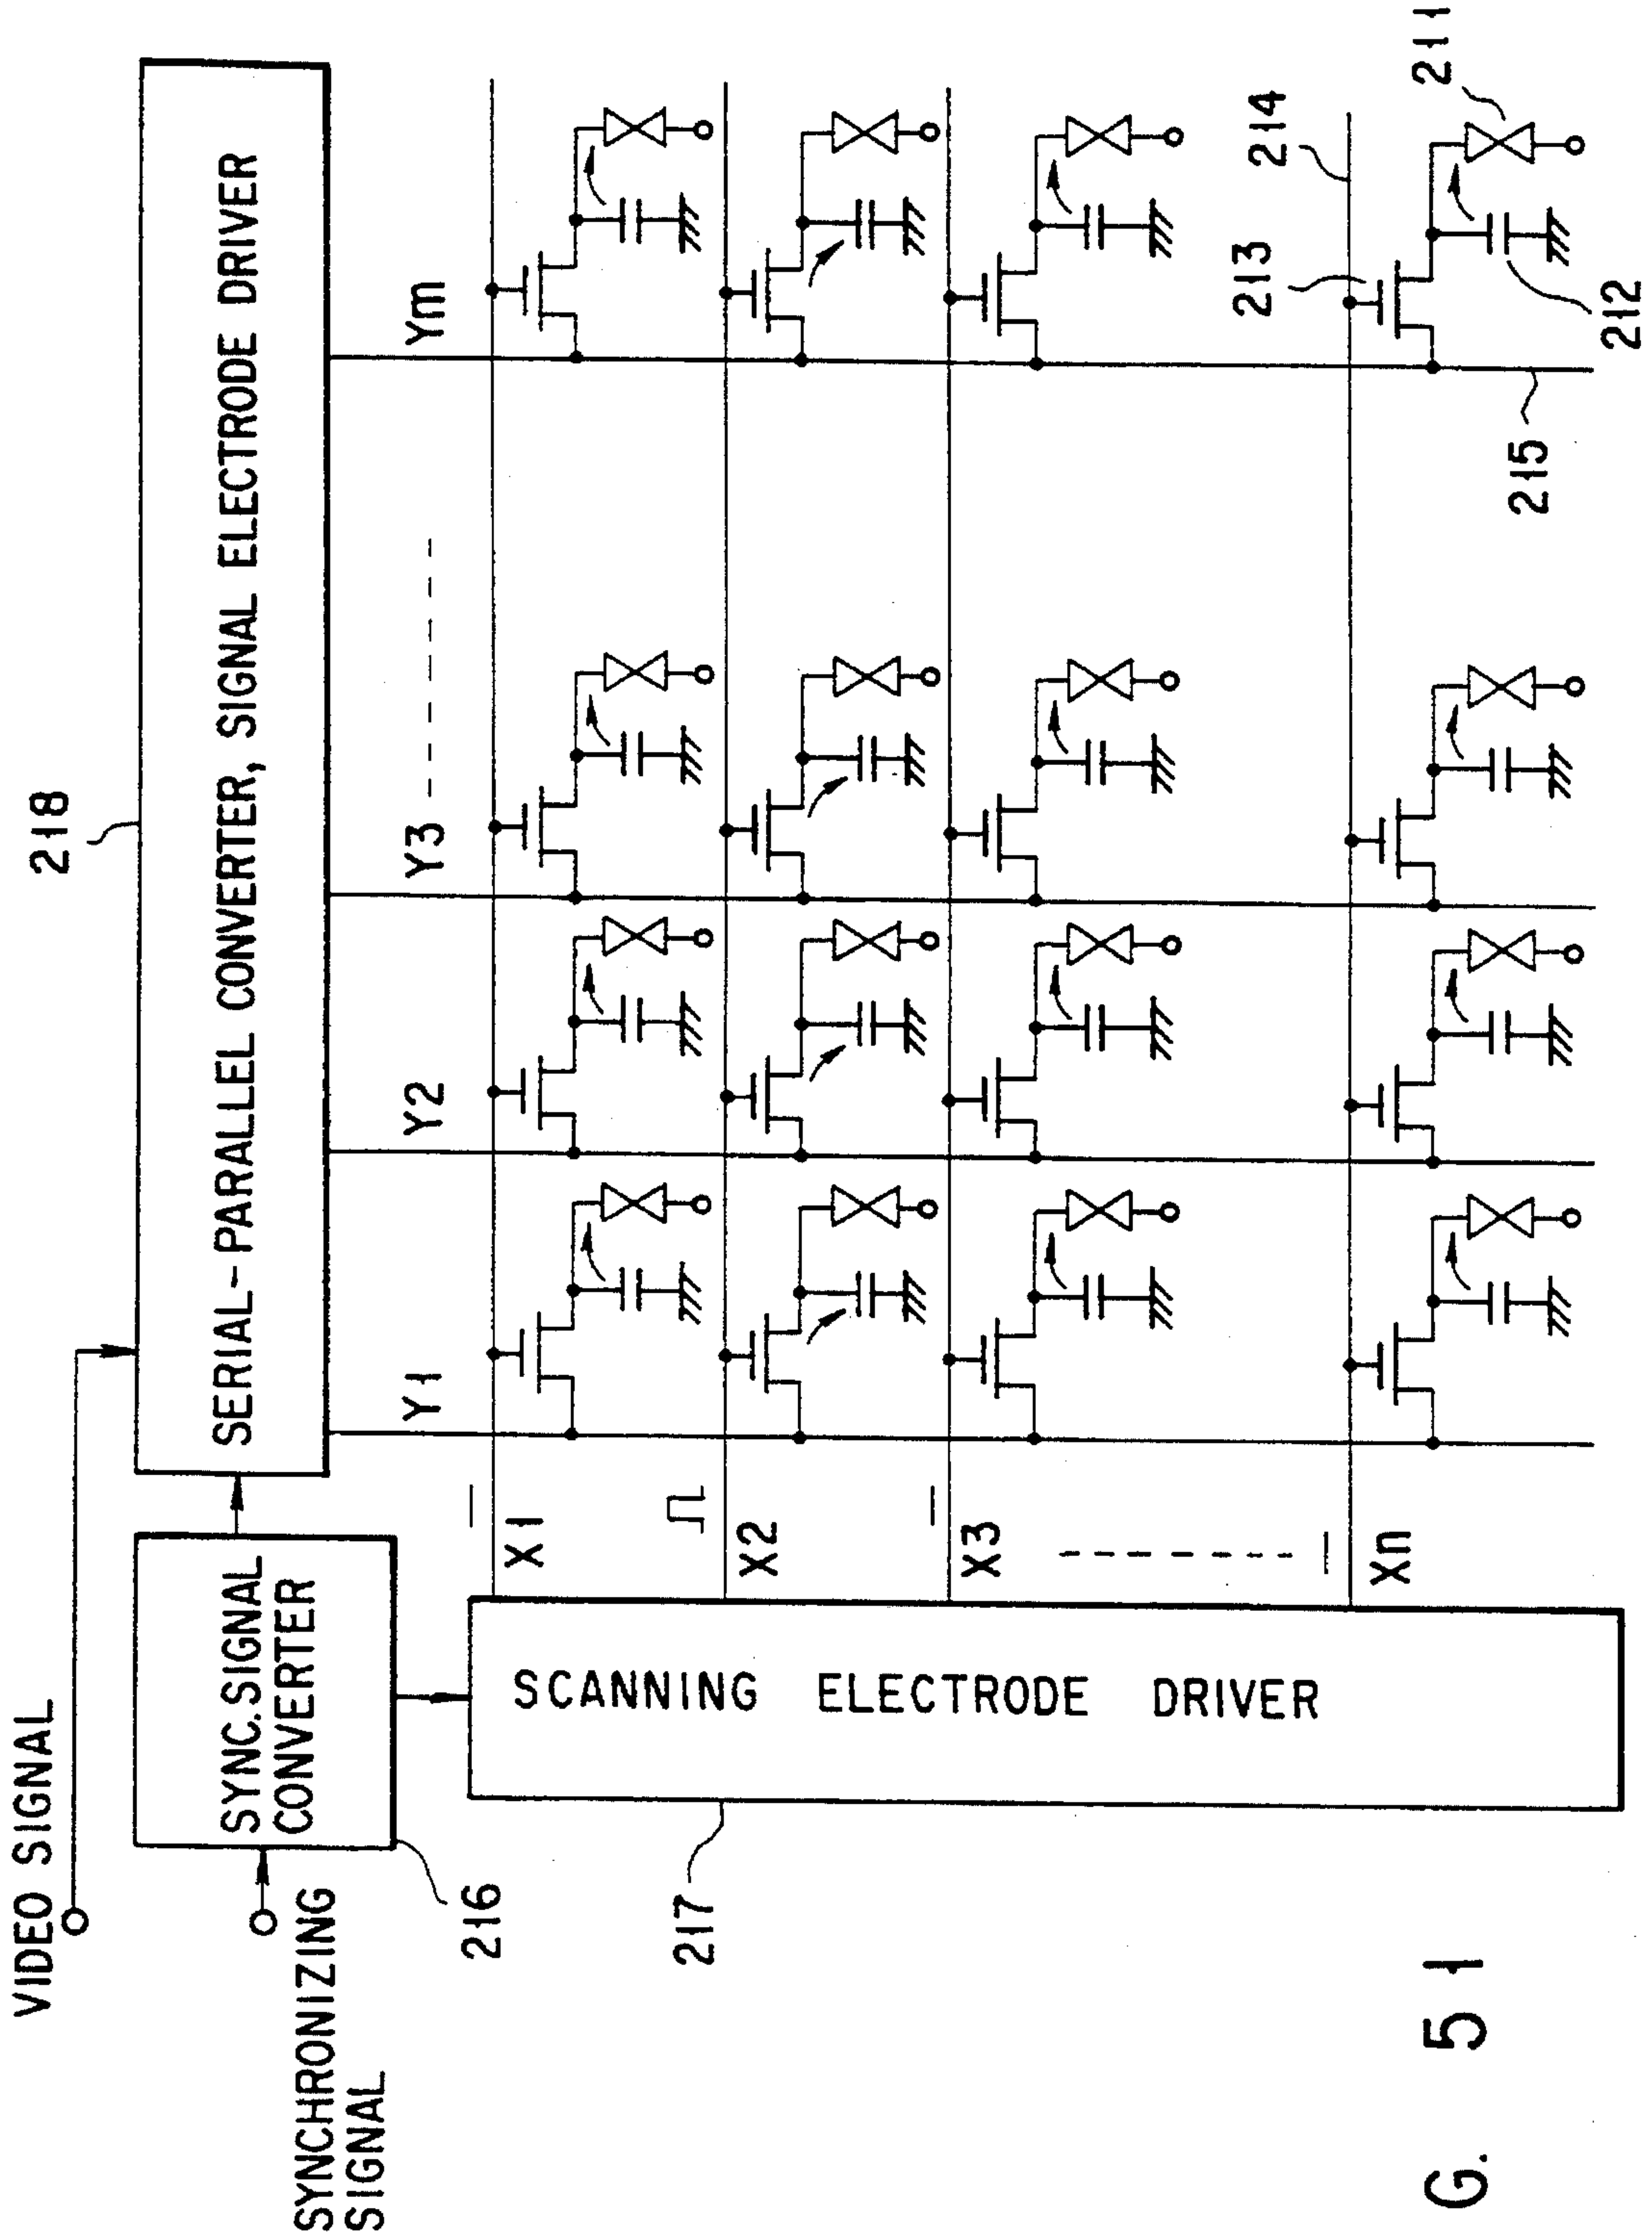 VIDEO SIGNAL
SYNCHRONIZING
SIGNAL
SYNC. SIGNAL
CONVERTER
216
218
SERIAL-PARALLEL CONVERTER, SIGNAL ELECTRODE DRIVER
217
SCANNING ELECTRODE DRIVER
Y1
Y2
Y3
Ym
X1
X2
X3
Xn
214
213
211
212
215
G. 51